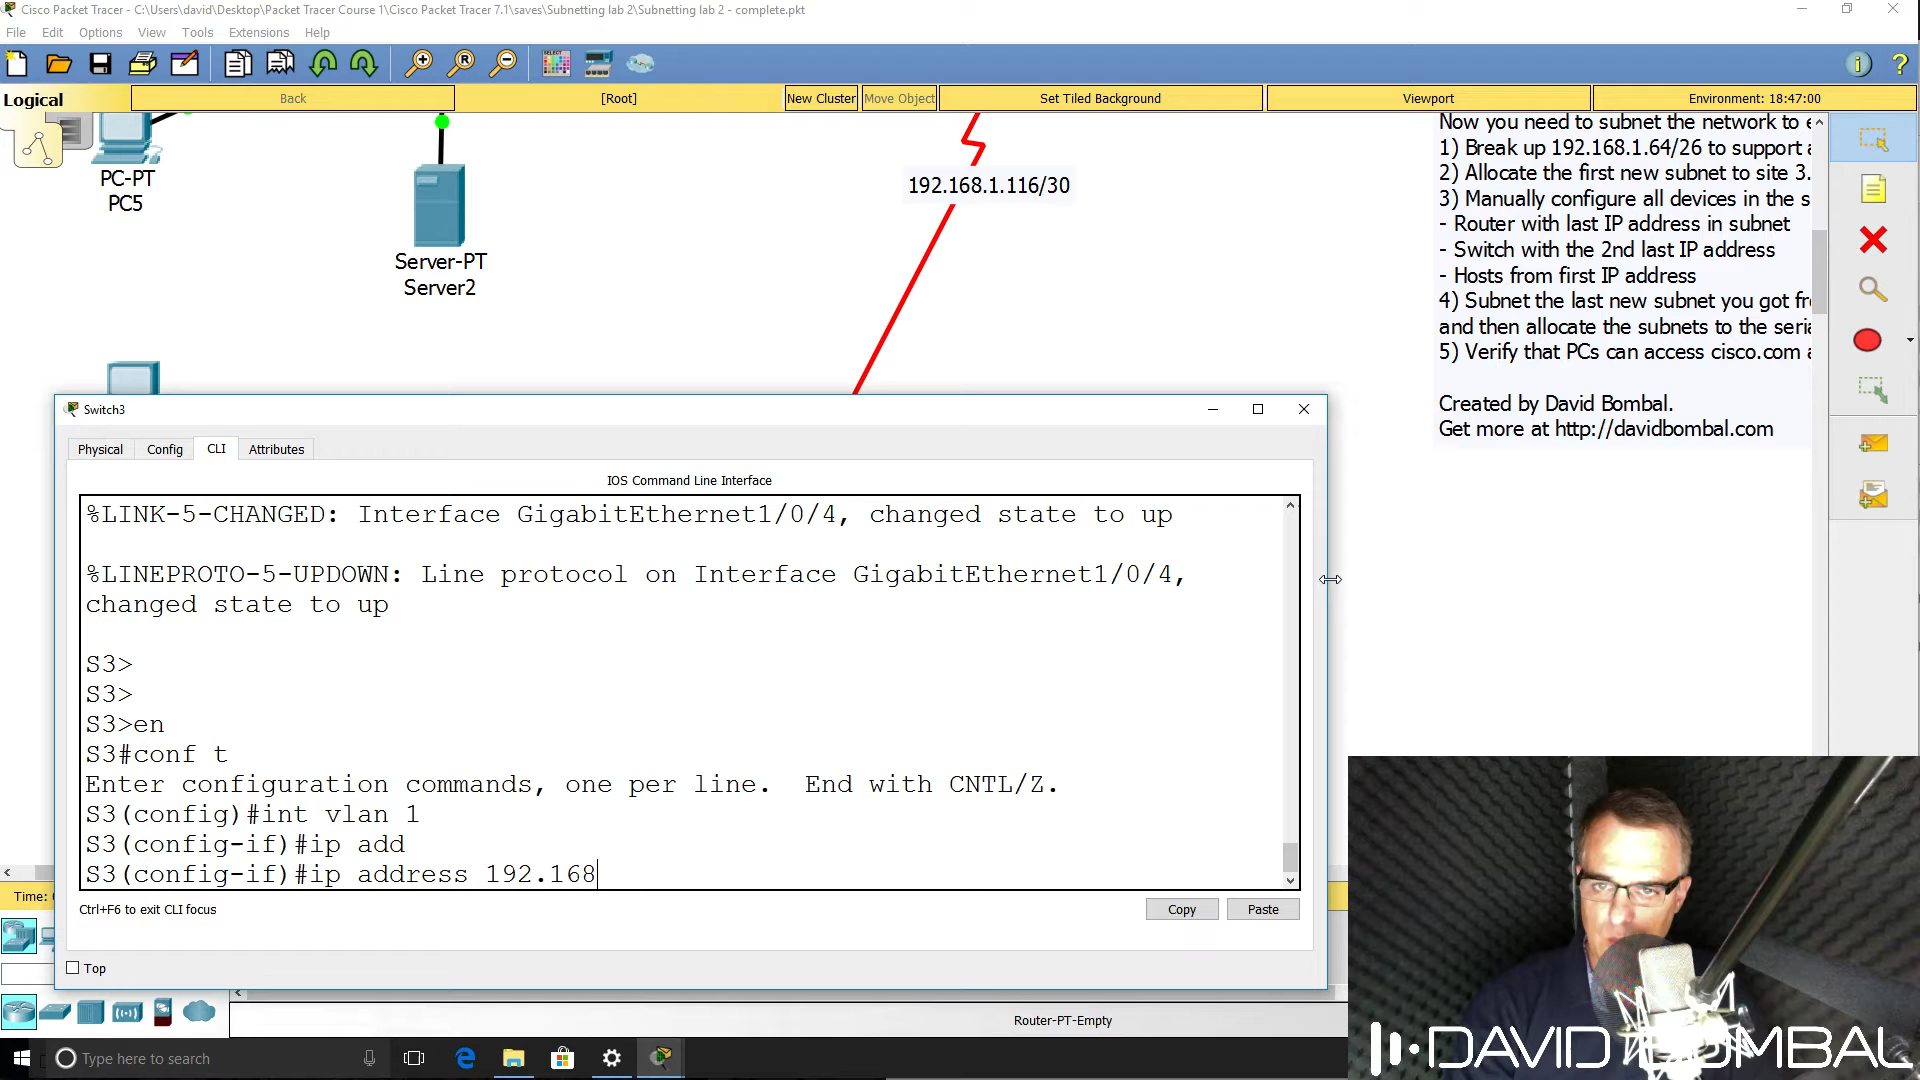 Cisco Packet Tracer - C:\Users\david\Desktop\Packet Tracer Course 1\Cisco Packet Tracer 7.1\saves\Subnetting lab 2\Subnetting lab 2 - complete.pkt
File Edit Options View Tools Extensions Help
Logical
Back
[Root]
New Cluster
Move Object
Set Tiled Background
Viewport
Environment: 18:47:00
PC-PT
PC5
Server-PT
Server2
192.168.1.116/30
Now you need to subnet the network to
1) Break up 192.168.1.64/26 to support
2) Allocate the first new subnet to site 3.
3) Manually configure all devices in the s
- Router with last IP address in subnet
- Switch with the 2nd last IP address
- Hosts from first IP address
4) Subnet the last new subnet you got fr
and then allocate the subnets to the seria
5) Verify that PCs can access cisco.com
Created by David Bombal.
Get more at http://davidbombal.com
Switch3
Physical
Config
CLI
Attributes
IOS Command Line Interface
%LINK-5-CHANGED: Interface GigabitEthernet1/0/4, changed state to up
%LINEPROTO-5-UPDOWN: Line protocol on Interface GigabitEthernet1/0/4,
changed state to up
S3>
S3>
S3>en
S3#conf t
Enter configuration commands, one per line.  End with CNTL/Z.
S3(config)#int vlan 1
S3(config-if)#ip add
S3(config-if)#ip address 192.168
Ctrl+F6 to exit CLI focus
Copy
Paste
Top
Time:
Router-PT-Empty
Type here to search
DAVID BOMBAL